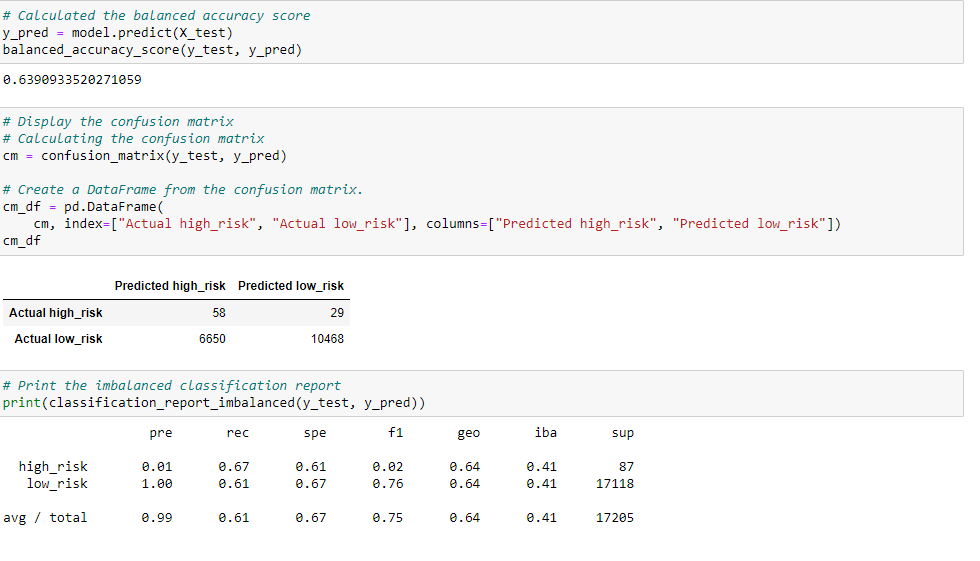 # Calculated the balanced accuracy score
y_pred = model.predict(X_test)
balanced_accuracy_score(y_test, y_pred)
0.6390933520271059
# Display the confusion matrix
# Calculating the confusion matrix
cm = confusion_matrix(y_test, y_pred)
# Create a DataFrame from the confusion matrix.
cm_df = pd.DataFrame(
    cm, index=["Actual high_risk", "Actual low_risk"], columns=["Predicted high_risk", "Predicted low_risk"])
cm_df
Predicted high_risk Predicted low_risk
Actual high_risk 58 29
Actual low_risk 6650 10468
# Print the imbalanced classification report
print(classification_report_imbalanced(y_test, y_pred))
pre rec spe f1 geo iba sup
high_risk 0.01 0.67 0.61 0.02 0.64 0.41 87
low_risk 1.00 0.61 0.67 0.76 0.64 0.41 17118
avg / total 0.99 0.61 0.67 0.75 0.64 0.41 17205